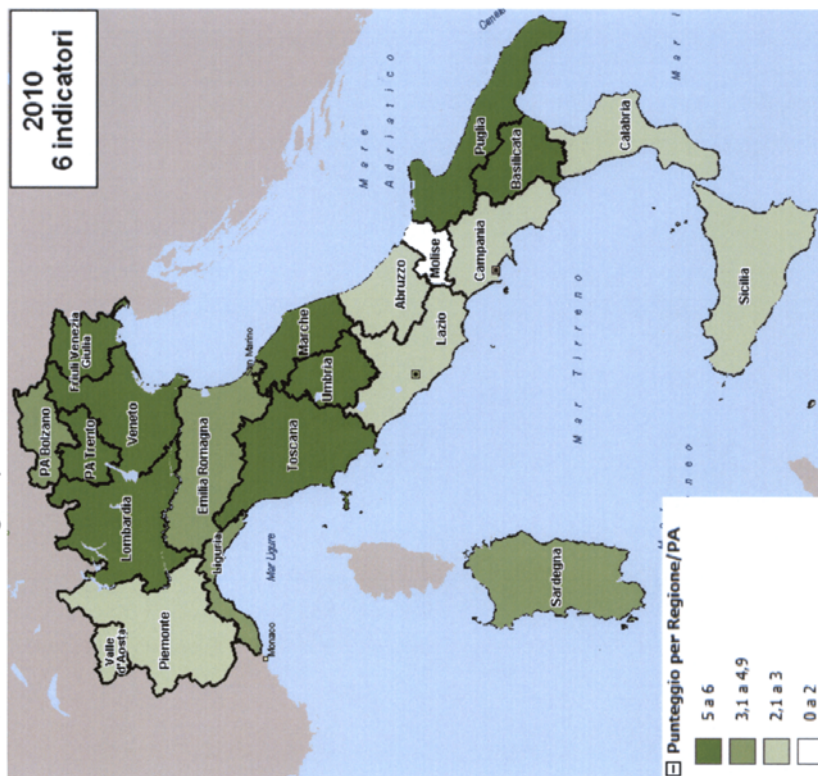 2010
6 indicatori
PA Bolzano
Friuli Venezia
Giulia
PA Trento
Veneto
Lombardia
Valle
d'Aosta
Piemonte
Emilia Romagna
Liguria
Mar Ligure
Monaco
San Marino
Toscana
Marche
Umbria
Mare
Adriatico
Abruzzo
Lazio
Molise
Campania
Puglia
Basilicata
Calabria
Mar Tirreno
Sardegna
Sicilia
Mar I
Punteggio per Regione/PA
5 a 6
3,1 a 4,9
2,1 a 3
0 a 2